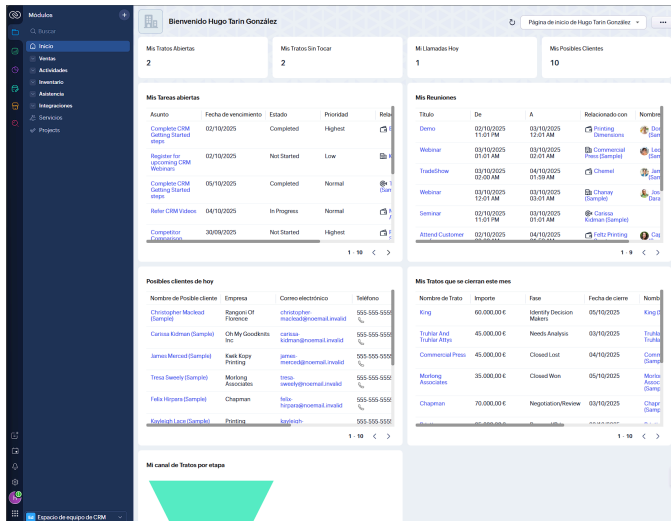 Módulos
Buscar
Inicio
Ventas
Actividades
Inventario
Asistencia
Integraciones
Servicios
Projects
Espacio de equipo de CRM
Bienvenido Hugo Tarin González
Página de inicio de Hugo Tarin González
Mis Tratos Abiertas
2
Mis Tratos Sin Tocar
2
Mi Llamadas Hoy
1
Mis Posibles Clientes
10
Mis Tareas abiertas
Asunto Fecha de vencimiento Estado Prioridad
Complete CRM Getting Started steps 02/10/2025 Completed Highest
Register for upcoming CRM Webinars 02/10/2025 Not Started Low
Complete CRM Getting Started steps 05/10/2025 Completed Normal
Refer CRM Videos 04/10/2025 In Progress Normal
Competitor Comparison 30/09/2025 Not Started Highest
1 - 10
Mis Reuniones
Título De A Relacionado con Nombre
Demo 02/10/2025 11:01 PM 03/10/2025 12:01 AM Printing Dimensions
Webinar 03/10/2025 01:01 AM 03/10/2025 02:01 AM Commercial Press (Sample)
TradeShow 03/10/2025 02:00 AM 04/10/2025 01:59 AM Chemel
Webinar 03/10/2025 12:01 AM 03/10/2025 03:01 AM Chanay (Sample)
Seminar 02/10/2025 11:01 PM 03/10/2025 01:01 AM Carissa Kidman (Sample)
Attend Customer 02/10/2025 04/10/2025 Feltz Printing
1 - 9
Posibles clientes de hoy
Nombre de Posible cliente Empresa Correo electrónico Teléfono
Christopher Maclead (Sample) Rangoni Of Florence christopher-maclead@noemail.invalid 555-555-5555
Carissa Kidman (Sample) Oh My Goodknits Inc carissa-kidman@noemail.invalid 555-555-5555
James Merced (Sample) Kwik Kopy Printing james-merced@noemail.invalid 555-555-5555
Tresa Sweely (Sample) Morlong Associates tresa-sweely@noemail.invalid 555-555-5555
Felix Hirpara (Sample) Chapman felix-hirpara@noemail.invalid 555-555-5555
Kayleigh Lace (Sample) Printing kayleigh- 555-555-5555
1 - 10
Mis Tratos que se cierran este mes
Nombre de Trato Importe Fase Fecha de cierre
King 60.000,00 € Identify Decision Makers 05/10/2025
Truhlar And Truhlar Attys 45.000,00 € Needs Analysis 03/10/2025
Commercial Press 45.000,00 € Closed Lost 04/10/2025
Morlong Associates 35.000,00 € Closed Won 05/10/2025
Chapman 70.000,00 € Negotiation/Review 03/10/2025
1 - 10
Mi canal de Tratos por etapa